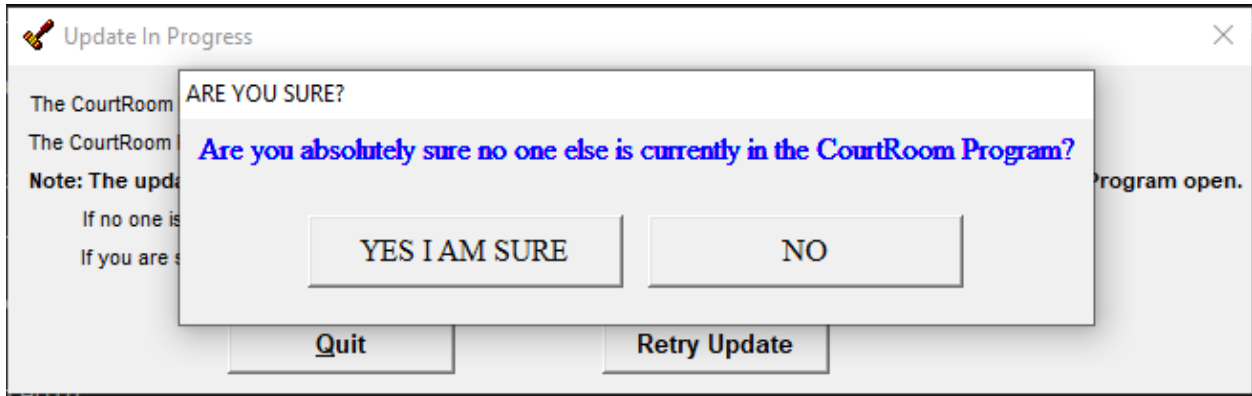 Update In Progress
The CourtRoom
ARE YOU SURE?
The CourtRoom
Are you absolutely sure no one else is currently in the CourtRoom Program?
Note: The upda
Program open.
If no one is
YES I AM SURE
NO
If you are s
Quit
Retry Update